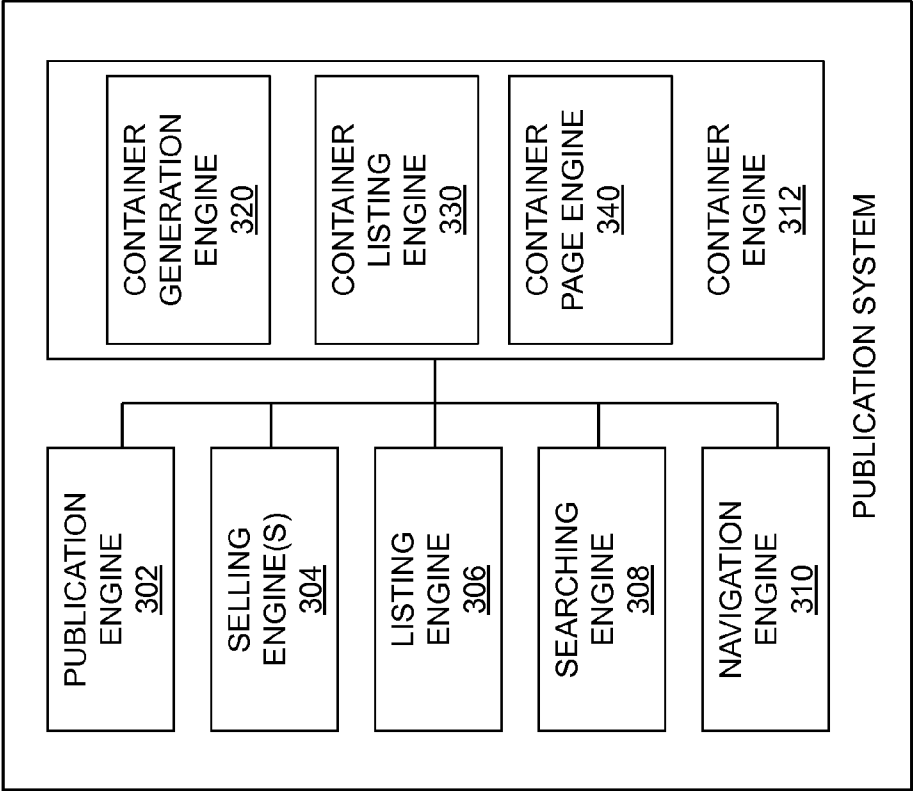 PUBLICATION
ENGINE
302
SELLING
ENGINE(S)
304
LISTING
ENGINE
306
SEARCHING
ENGINE
308
NAVIGATION
ENGINE
310
CONTAINER
GENERATION
ENGINE
320
CONTAINER
LISTING
ENGINE
330
CONTAINER
PAGE ENGINE
340
CONTAINER
ENGINE
312
PUBLICATION SYSTEM